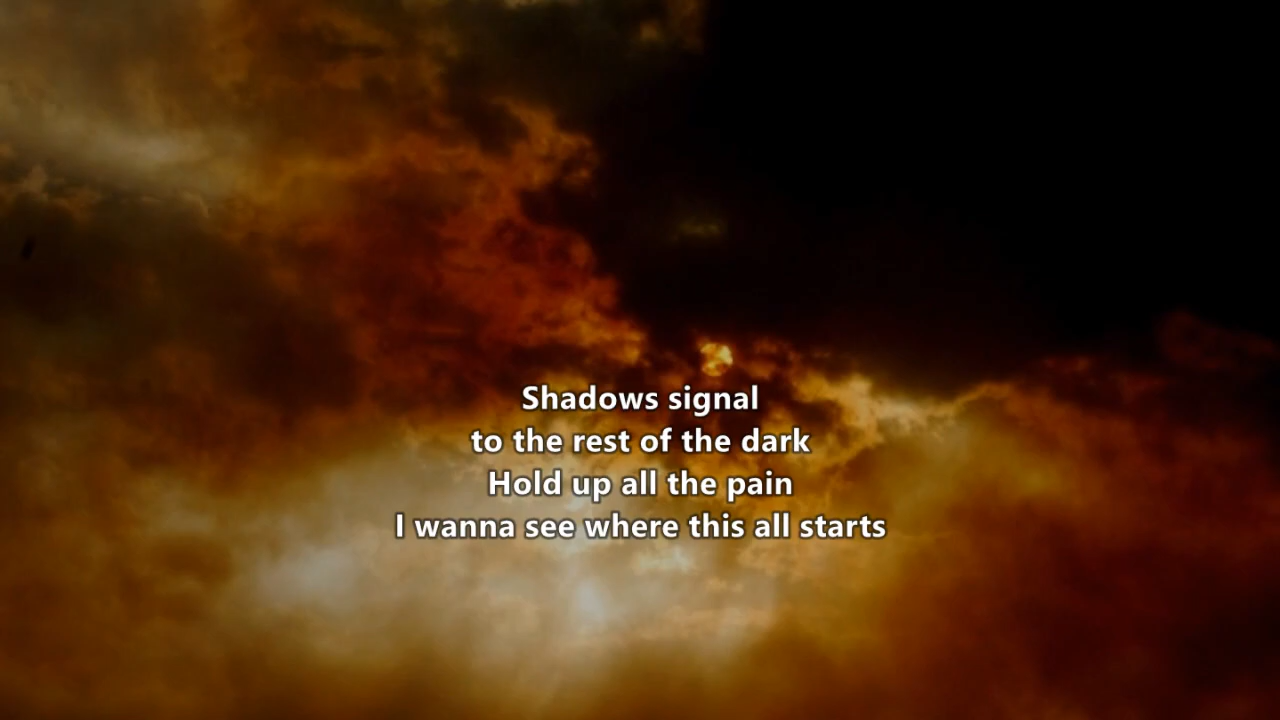 Shadows signal
to the rest of the dark
Hold up all the pain
I wanna see where this all starts